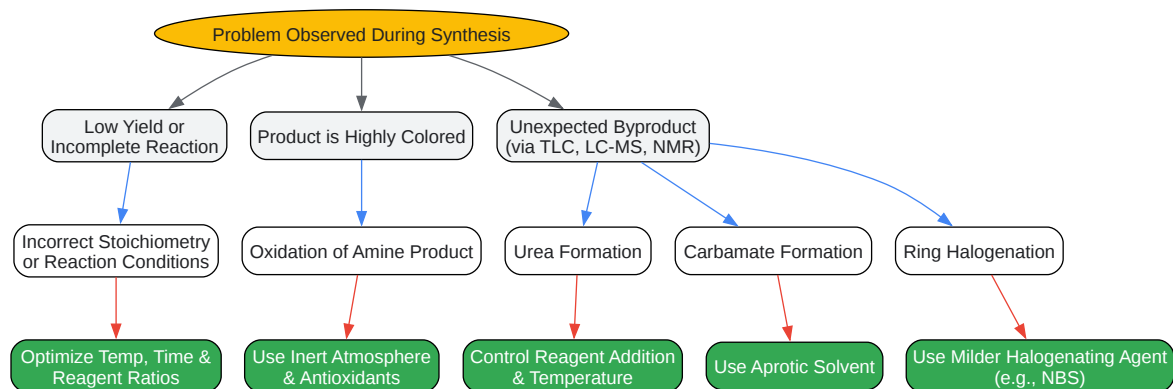 Problem Observed During Synthesis
Low Yield or
Incomplete Reaction
Product is Highly Colored
Unexpected Byproduct
(via TLC, LC-MS, NMR)
Incorrect Stoichiometry
or Reaction Conditions
Oxidation of Amine Product
Urea Formation
Carbamate Formation
Ring Halogenation
Optimize Temp, Time &
Reagent Ratios
Use Inert Atmosphere
& Antioxidants
Control Reagent Addition
& Temperature
Use Aprotic Solvent
Use Milder Halogenating Agent
(e.g., NBS)